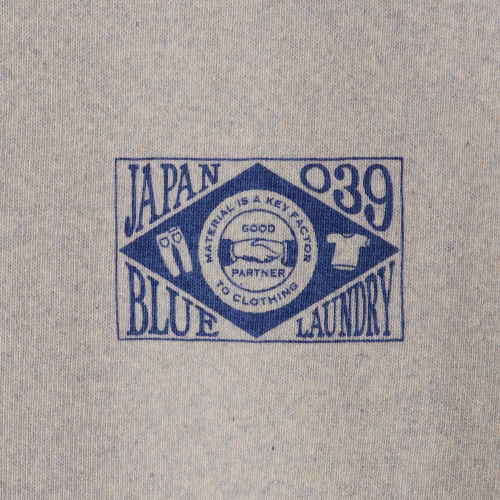 JAPAN 039
MATERIAL IS A KEY FACTOR
GOOD
PARTNER
TO CLOTHING
BLUE LAUNDRY